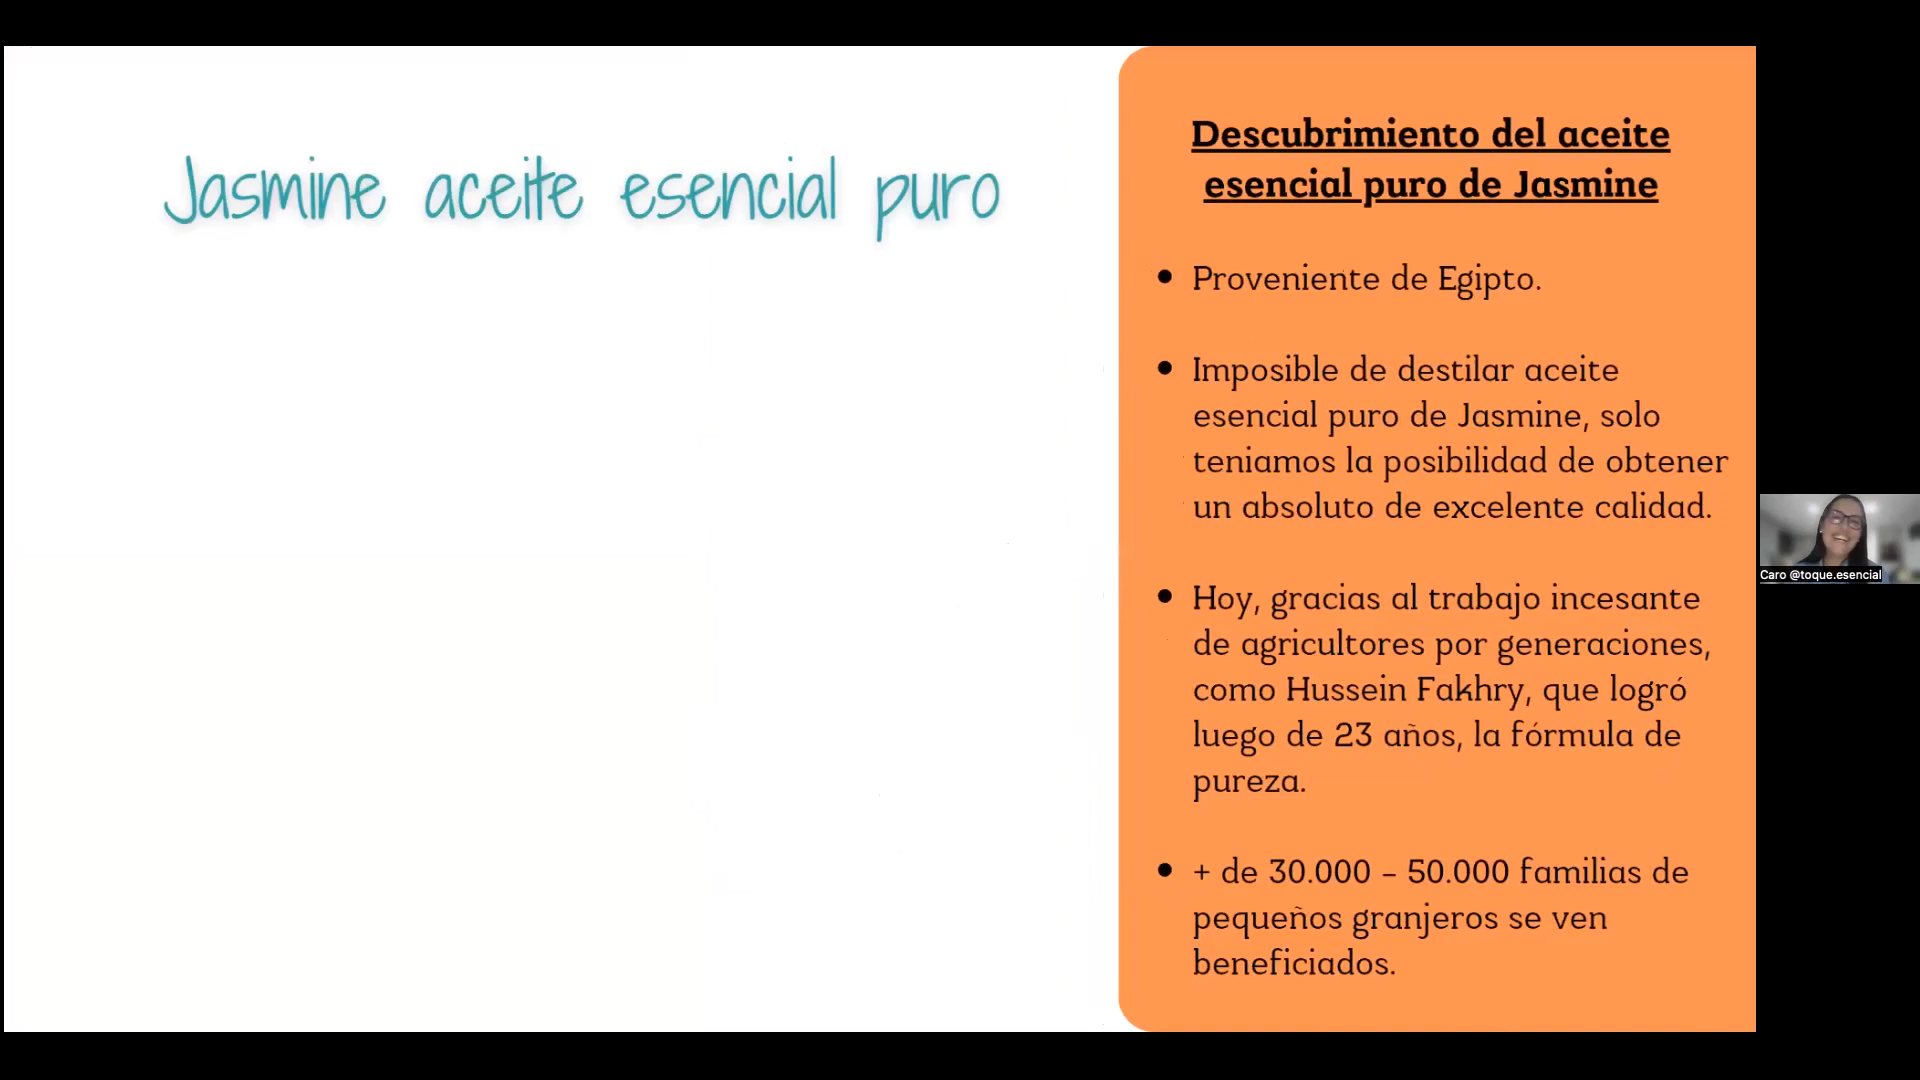 Jasmine aceite esencial puro
Descubrimiento del aceite
esencial puro de Jasmine
• Proveniente de Egipto.
• Imposible de destilar aceite
esencial puro de Jasmine, solo
teniamos la posibilidad de obtener
un absoluto de excelente calidad.
• Hoy, gracias al trabajo incesante
de agricultores por generaciones,
como Hussein Fakhry, que logró
luego de 23 años, la fórmula de
pureza.
• + de 30.000 - 50.000 familias de
pequeños granjeros se ven
beneficiados.
Caro @toque.esencial